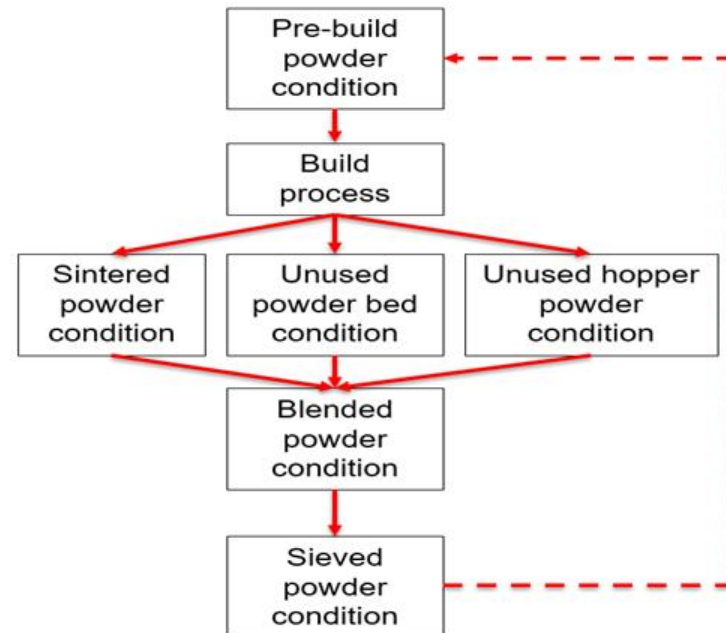 Pre-build
powder
condition
Build
process
Sintered
powder
condition
Unused
powder bed
condition
Unused hopper
powder
condition
Blended
powder
condition
Sieved
powder
condition